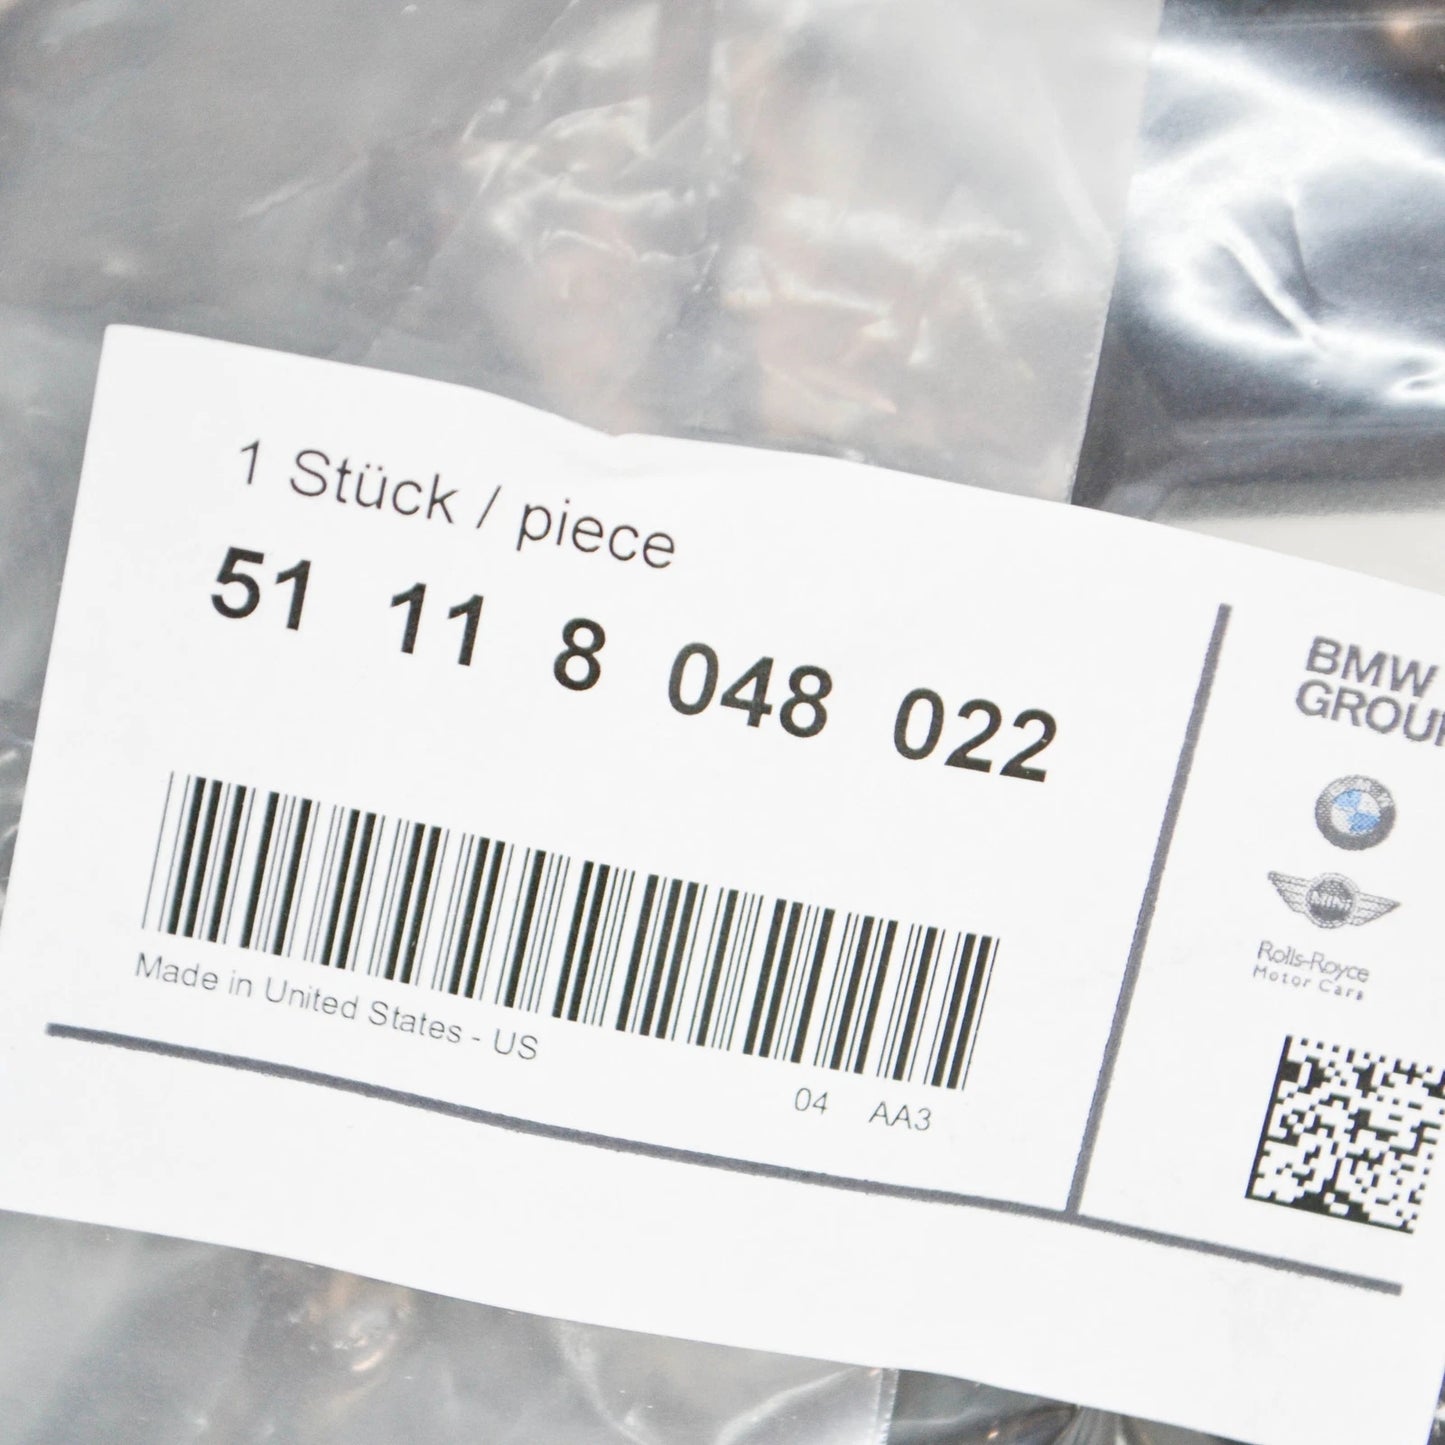 1 Stück / piece
51 11 8 048 022
Made in United States - US
04 AA3
BMW
GROUP
MINI
Rolls-Royce
Motor Cars